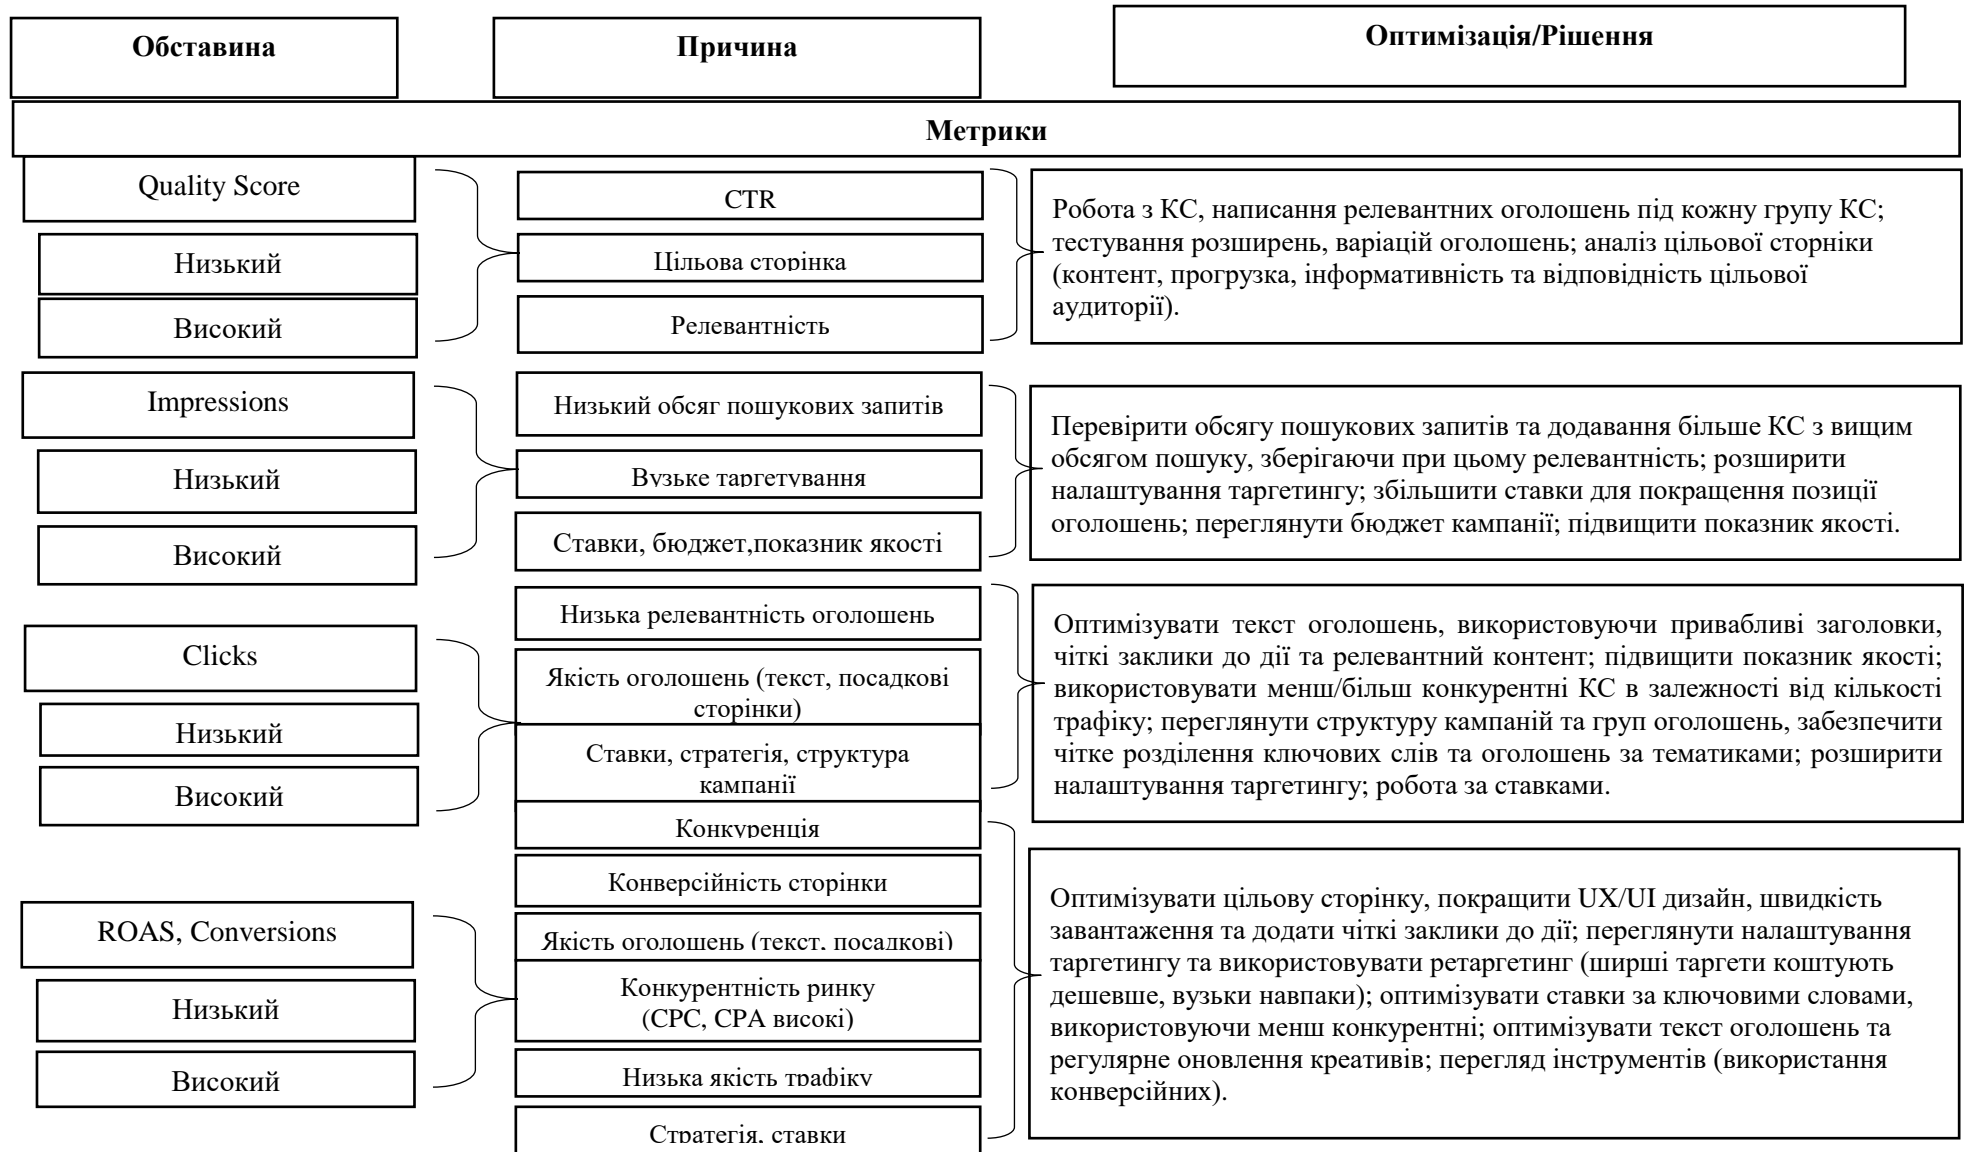 Обставина
Причина
Оптимізація/Рішення
Метрики
Quality Score
Низький
Високий
CTR
Цільова сторінка
Релевантність
Робота з КС, написання релевантних оголошень під кожну групу КС;
тестування розширень, варіацій оголошень; аналіз цільової сторніки
(контент, прогрузка, інформативність та відповідність цільової
аудиторії).
Impressions
Низький
Високий
Низький обсяг пошукових запитів
Вузьке таргетування
Ставки, бюджет,показник якості
Перевірити обсягу пошукових запитів та додавання більше КС з вищим
обсягом пошуку, зберігаючи при цьому релевантність; розширити
налаштування таргетингу; збільшити ставки для покращення позиції
оголошень; переглянути бюджет кампанії; підвищити показник якості.
Clicks
Низький
Високий
Низька релевантність оголошень
Якість оголошень (текст, посадкові
сторінки)
Ставки, стратегія, структура
кампанії
Оптимізувати текст оголошень, використовуючи привабливі заголовки,
чіткі заклики до дії та релевантний контент; підвищити показник якості;
використовувати менш/більш конкурентні КС в залежності від кількості
трафіку; переглянути структуру кампаній та груп оголошень, забезпечити
чітке розділення ключових слів та оголошень за тематиками; розширити
налаштування таргетингу; робота за ставками.
ROAS, Conversions
Низький
Високий
Конкуренція
Конверсійність сторінки
Якість оголошень (текст, посадкові)
Конкурентність ринку
(CPC, CPA високі)
Низька якість трафіку
Стратегія, ставки
Оптимізувати цільову сторінку, покращити UX/UI дизайн, швидкість
завантаження та додати чіткі заклики до дії; переглянути налаштування
таргетингу та використовувати ретаргетинг (ширші таргети коштують
дешевше, вузьки навпаки); оптимізувати ставки за ключовими словами,
використовуючи менш конкурентні; оптимізувати текст оголошень та
регулярне оновлення креативів; перегляд інструментів (використання
конверсійних).